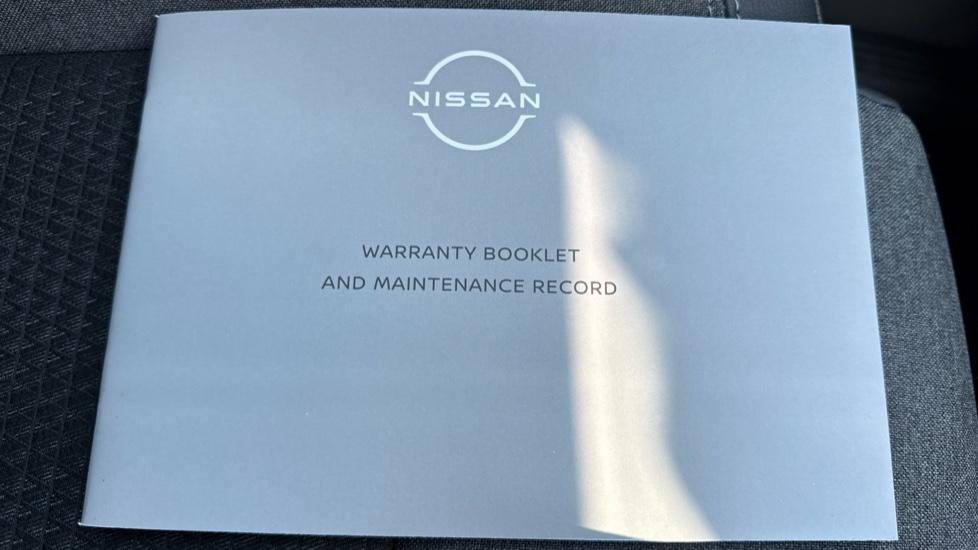 NISSAN
WARRANTY BOOKLET
AND MAINTENANCE RECORD